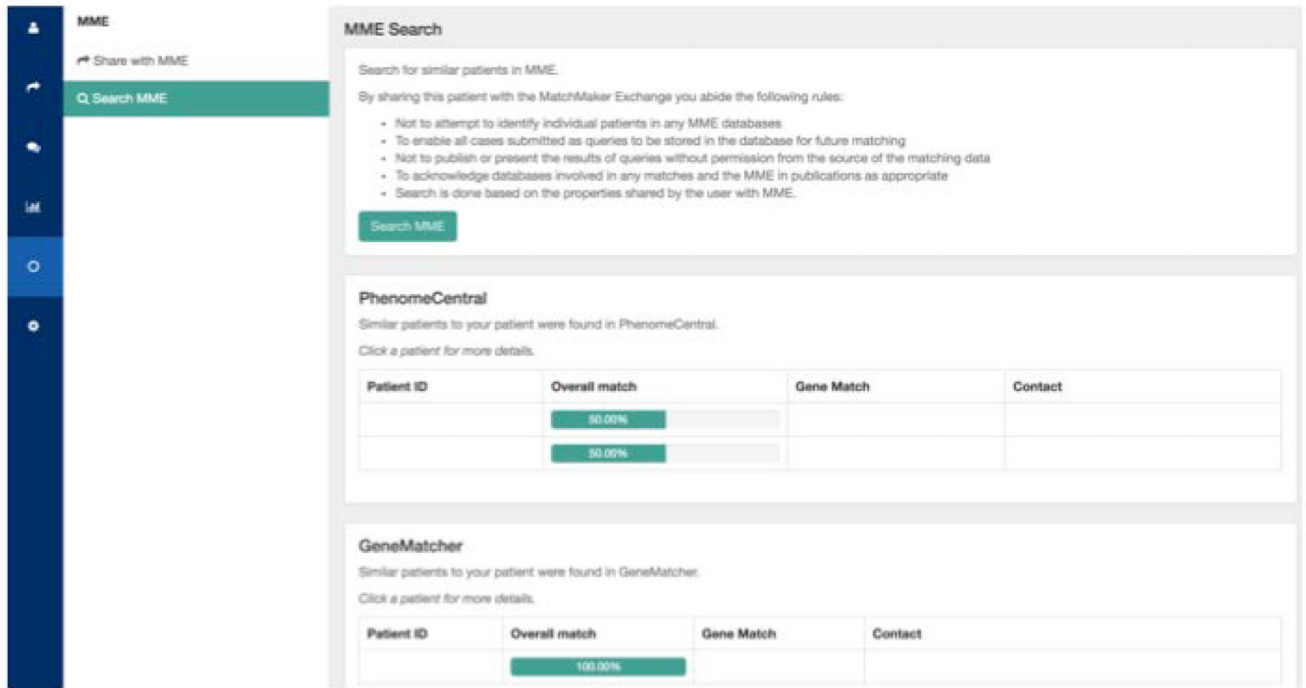 MME
Share with MME
Search MME
MME Search
Search for similar patients in MME.
By sharing this patient with the MatchMaker Exchange you abide the following rules:
• Not to attempt to identify individual patients in any MME databases
• To enable all cases submitted as queries to be stored in the database for future matching
• Not to publish or present the results of queries without permission from the source of the matching data
• To acknowledge databases involved in any matches and the MME in publications as appropriate
• Search is done based on the properties shared by the user with MME.
Search MME
PhenomeCentral
Similar patients to your patient were found in PhenomeCentral.
Click a patient for more details.
Patient ID Overall match Gene Match Contact
50.00%
50.00%
GeneMatcher
Similar patients to your patient were found in GeneMatcher.
Click a patient for more details.
Patient ID Overall match Gene Match Contact
100.00%